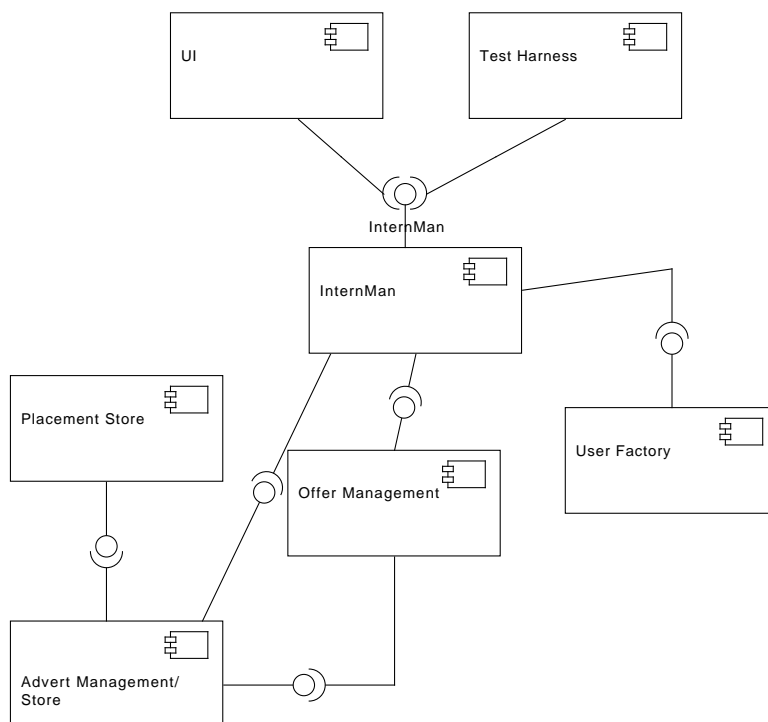 UI
Test Harness
InternMan
InternMan
Placement Store
User Factory
Offer Management
Advert Management/
Store